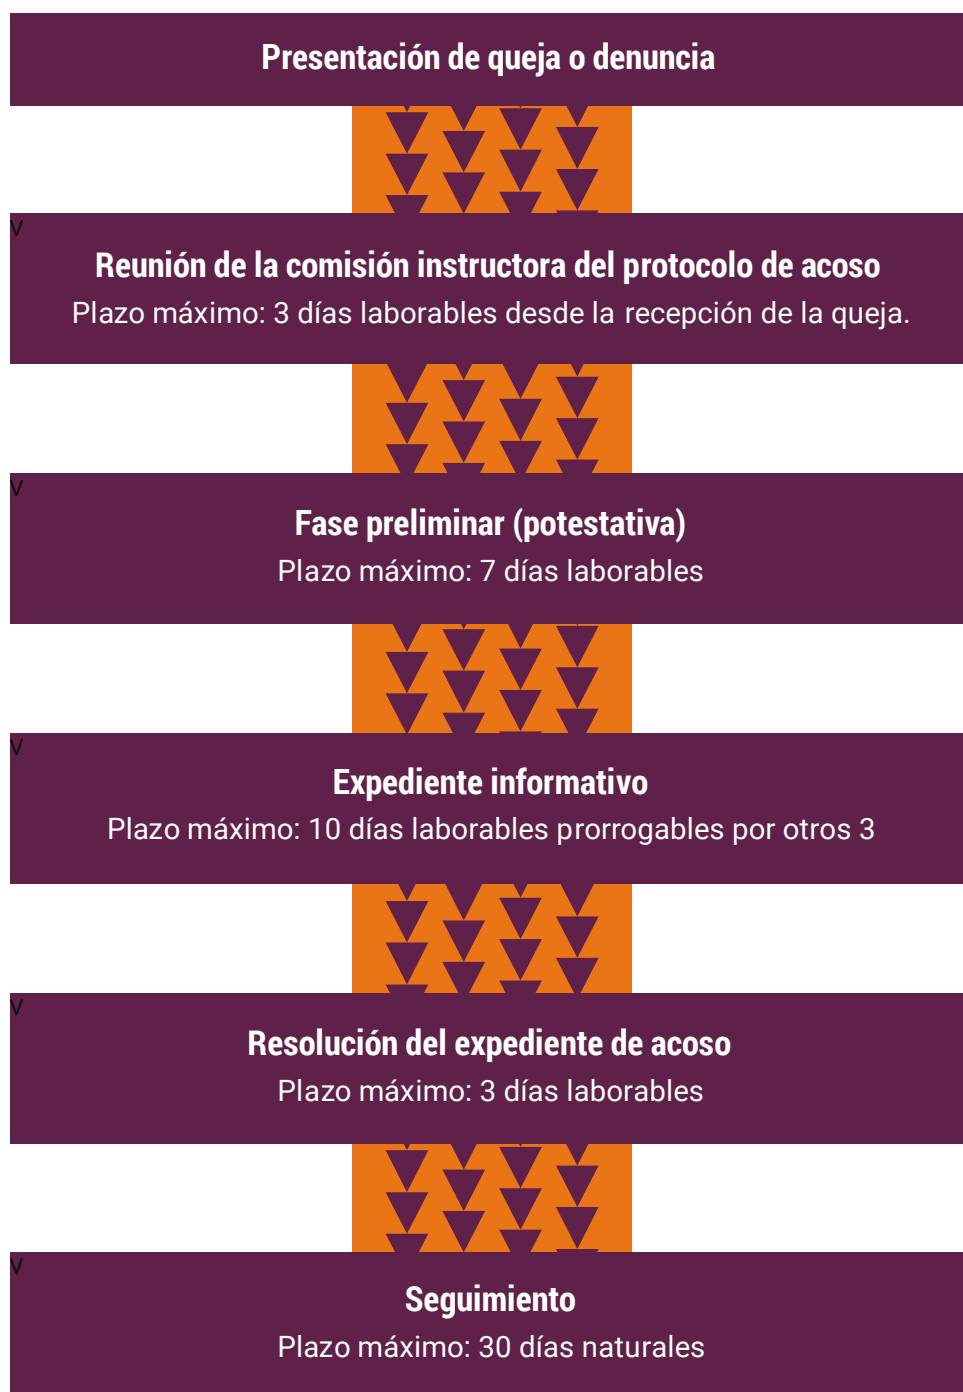 Presentación de queja o denuncia
V
Reunión de la comisión instructora del protocolo de acoso
Plazo máximo: 3 días laborables desde la recepción de la queja.
V
Fase preliminar (potestativa)
Plazo máximo: 7 días laborables
V
Expediente informativo
Plazo máximo: 10 días laborables prorrogables por otros 3
V
Resolución del expediente de acoso
Plazo máximo: 3 días laborables
V
Seguimiento
Plazo máximo: 30 días naturales